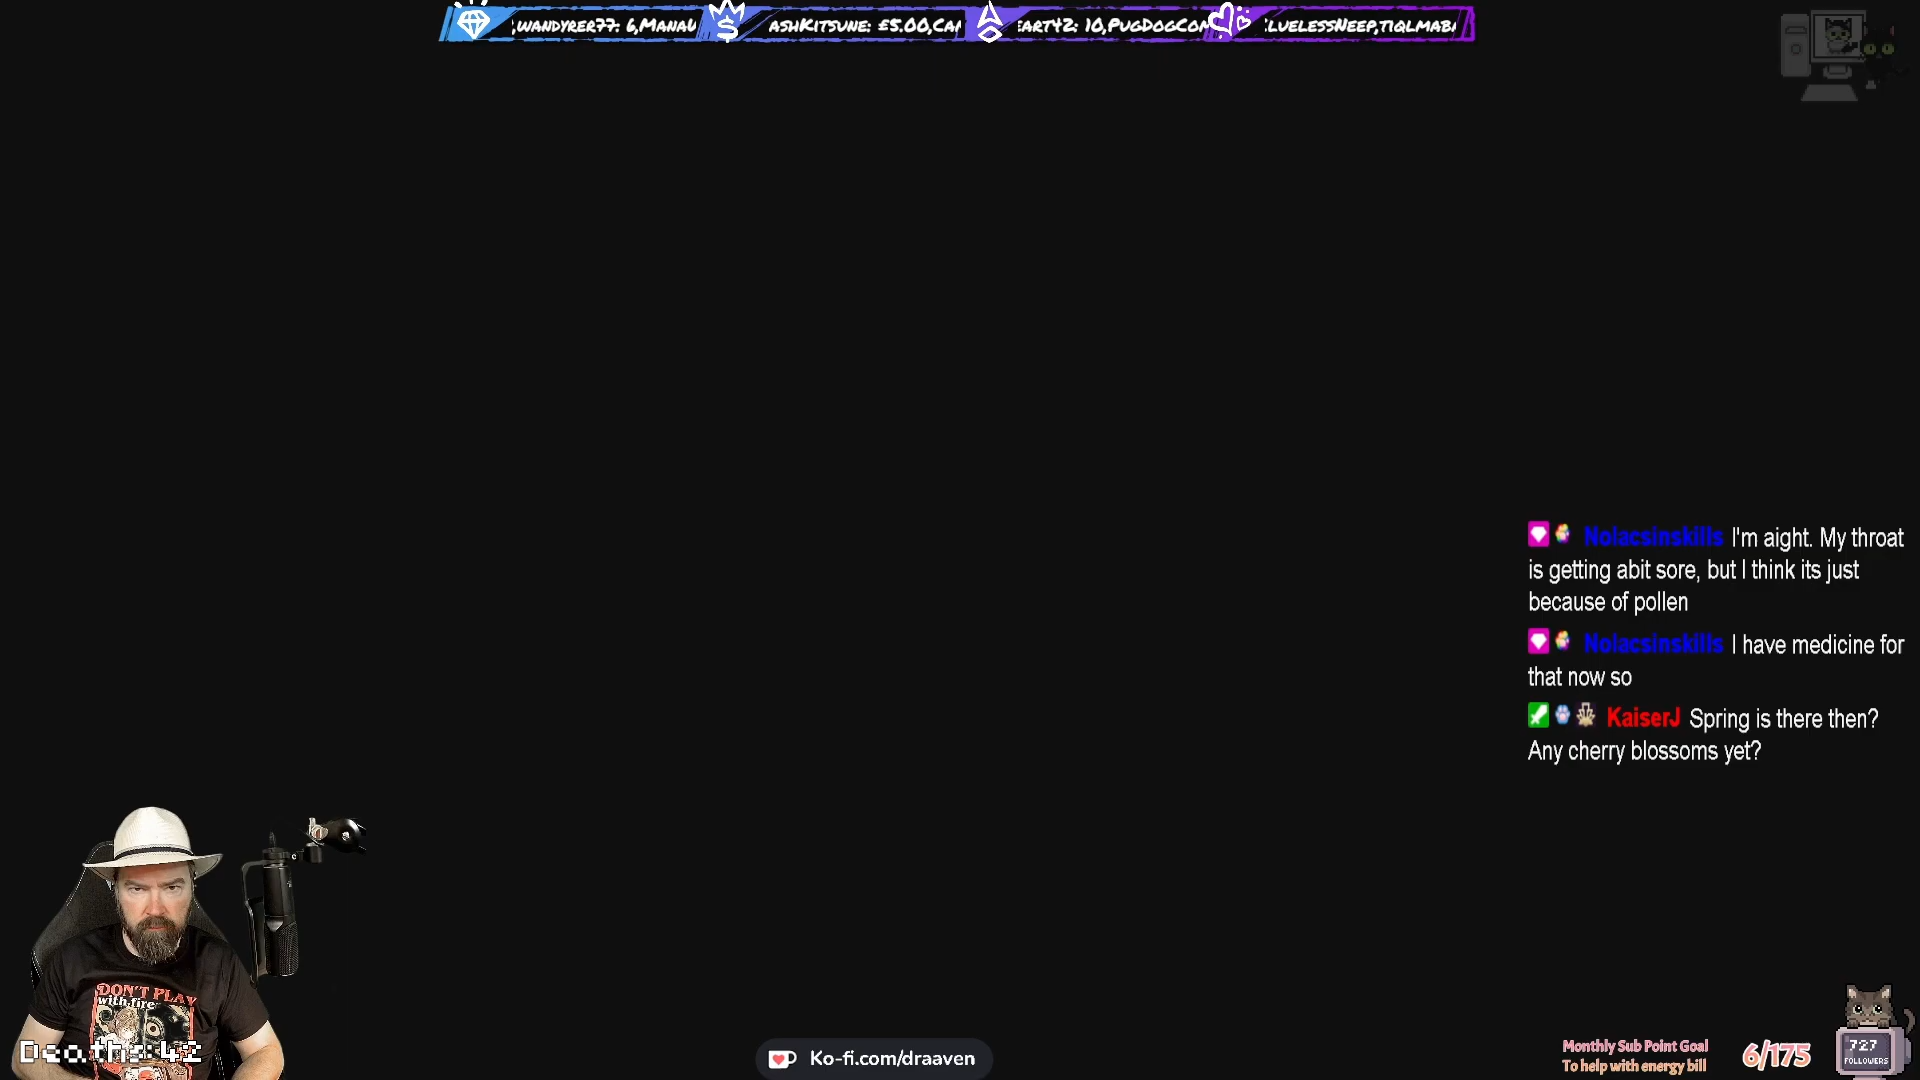 ,wandyrer77: 6,Manau
ashKitsune: £5.00,Ca
eart42: 10,PugDogCom
luelessNeep,tiqlmab
Nolacsinskills I'm aight. My throat
is getting abit sore, but I think its just
because of pollen
Nolacsinskills I have medicine for
that now so
KaiserJ Spring is there then?
Any cherry blossoms yet?
DON'T PLAY
with fire
Deaths:42
Ko-fi.com/draaven
Monthly Sub Point Goal
To help with energy bill
6/175
727
FOLLOWERS